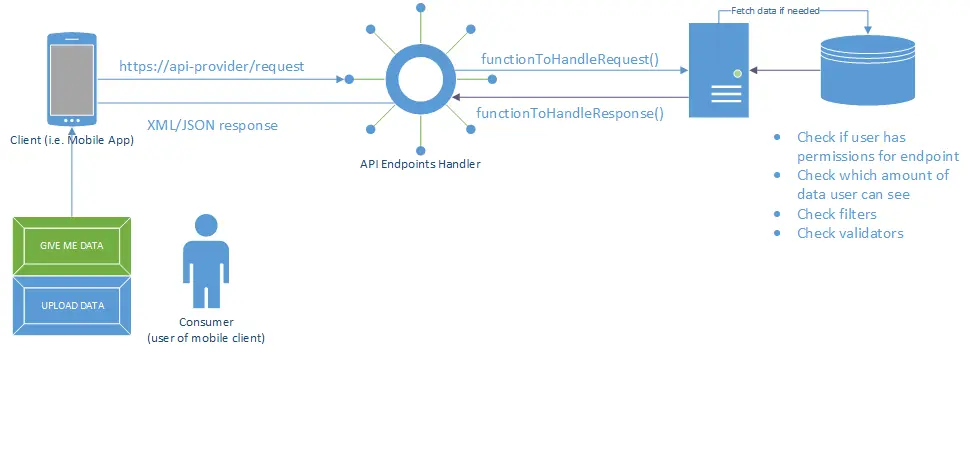 Fetch data if needed
https://api-provider/request
functionToHandleRequest()
XML/JSON response
functionToHandleResponse()
Client (i.e. Mobile App)
API Endpoints Handler
Check if user has
permissions for endpoint
Check which amount of
data user can see
Check filters
Check validators
GIVE ME DATA
UPLOAD DATA
Consumer
(user of mobile client)